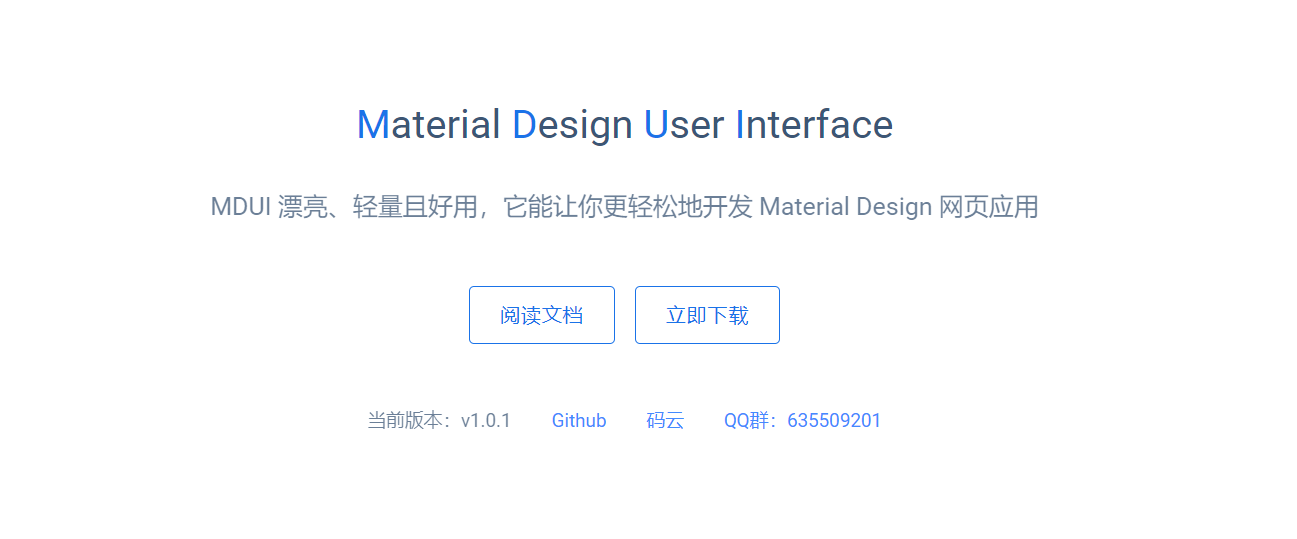 Material Design User Interface
MDUI 漂亮、轻量且好用，它能让你更轻松地开发 Material Design 网页应用
阅读文档 立即下载
当前版本：v1.0.1 Github 码云 QQ群：635509201